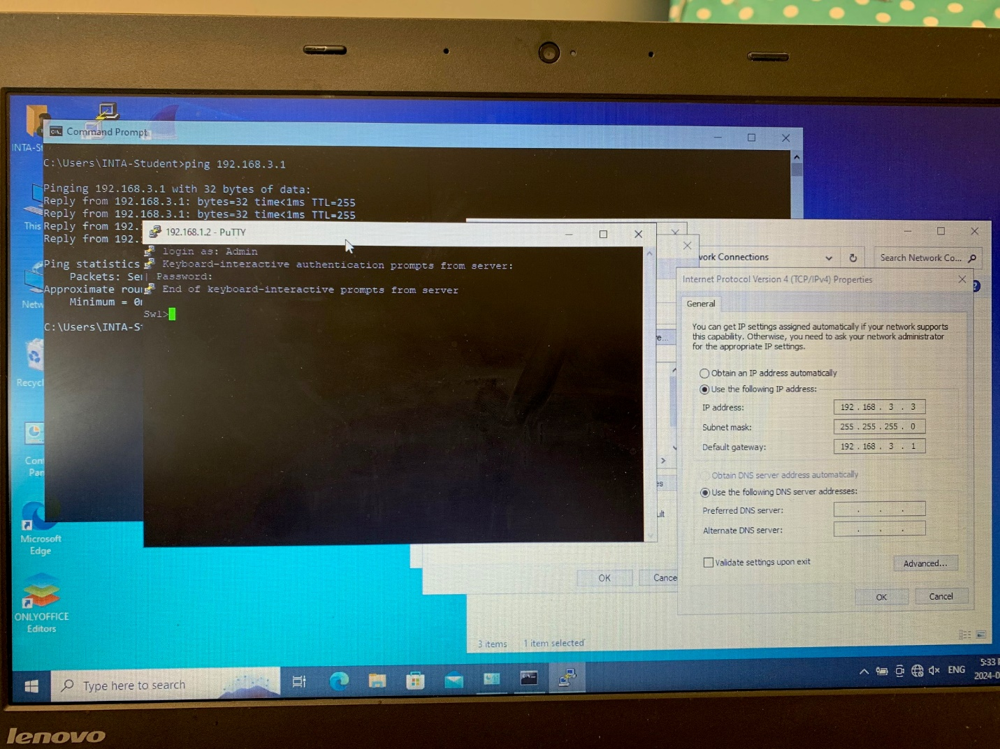 INTA-St
Command Prompt
C:\Users\INTA-Student>ping 192.168.3.1
Pinging 192.168.3.1 with 32 bytes of data:
Reply from 192.168.3.1: bytes=32 time<1ms TTL=255
Reply from 192.168.3.1: bytes=32 time<1ms TTL=255
Reply from 192.
Reply from 192.
Ping statistics
Packets: Se
Approximate rou
Minimum = 0
C:\Users\INTA-S
192.168.1.2 - PuTTY
login as: Admin
Keyboard-interactive authentication prompts from server:
| Password:
End of keyboard-interactive prompts from server
Sw1>
This
Netw
Recycl
Con
Pan
Microsoft
Edge
ONLYOFFICE
Editors
work Connections
Search Network Co...
Internet Protocol Version 4 (TCP/IPv4) Properties
General
You can get IP settings assigned automatically if your network supports
this capability. Otherwise, you need to ask your network administrator
for the appropriate IP settings.
Obtain an IP address automatically
Use the following IP address:
IP address: 192 . 168 . 3 . 3
Subnet mask: 255 . 255 . 255 . 0
Default gateway: 192 . 168 . 3 . 1
Obtain DNS server address automatically
Use the following DNS server addresses:
Preferred DNS server: . . .
Alternate DNS server: . . .
Validate settings upon exit
Advanced...
OK Cancel
e...
es
ult
OK Cance
3 items 1 item selected
Type here to search
ENG
5:33
2024-0
lenovo